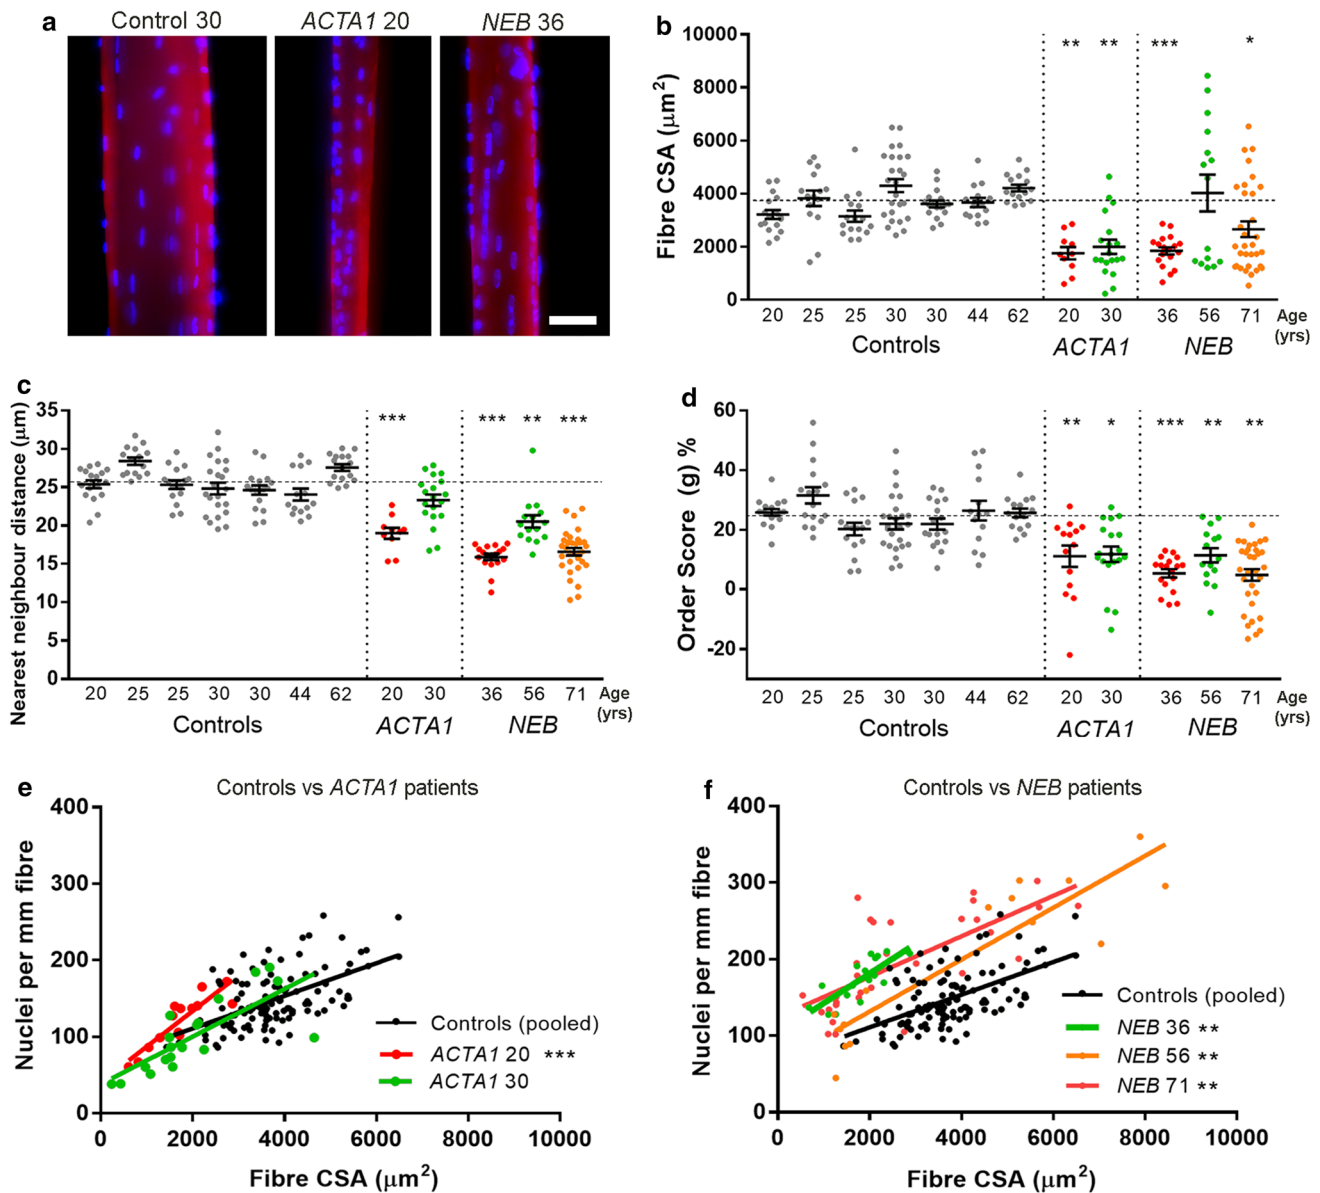 a
Control 30
ACTA1 20
NEB 36
b
Fibre CSA (μm²)
10000
8000
6000
4000
2000
0
** ** *** *
20 25 25 30 30 44 62 20 30 36 56 71 Age (yrs)
Controls ACTA1 NEB
c
Nearest neighbour distance (μm)
35
30
25
20
15
10
5
0
*** *** ** ***
20 25 25 30 30 44 62 20 30 36 56 71 Age (yrs)
Controls ACTA1 NEB
d
Order Score (g) %
60
40
20
0
-20
** * *** ** **
20 25 25 30 30 44 62 20 30 36 56 71 Age (yrs)
Controls ACTA1 NEB
e
Controls vs ACTA1 patients
Nuclei per mm fibre
400
300
200
100
0
Controls (pooled)
ACTA1 20 ***
ACTA1 30
0 2000 4000 6000 8000 10000
Fibre CSA (μm²)
f
Controls vs NEB patients
Nuclei per mm fibre
400
300
200
100
0
Controls (pooled)
NEB 36 **
NEB 56 **
NEB 71 **
0 2000 4000 6000 8000 10000
Fibre CSA (μm²)